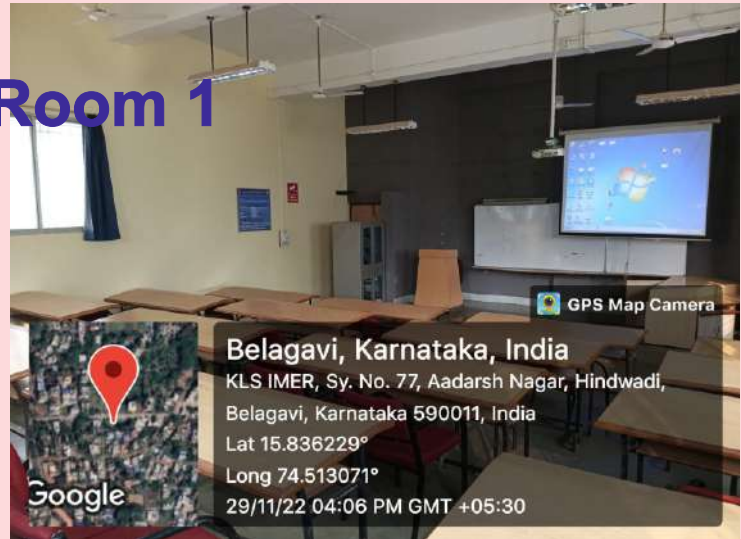 Room 1
GPS Map Camera
Belagavi, Karnataka, India
KLS IMER, Sy. No. 77, Aadarsh Nagar, Hindwadi,
Belagavi, Karnataka 590011, India
Lat 15.836229°
Long 74.513071°
29/11/22 04:06 PM GMT +05:30
Google